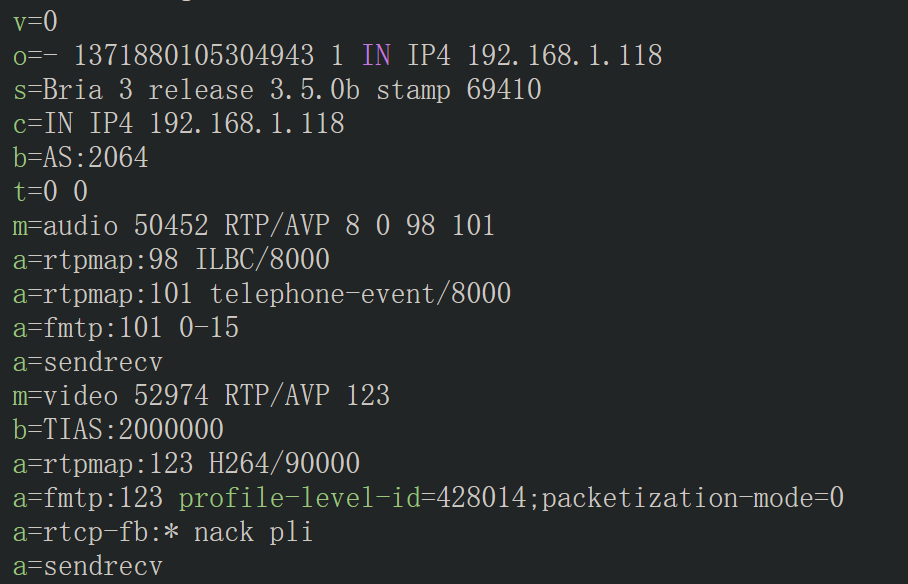 v=0
o=- 1371880105304943 1 IN IP4 192.168.1.118
s=Bria 3 release 3.5.0b stamp 69410
c=IN IP4 192.168.1.118
b=AS:2064
t=0 0
m=audio 50452 RTP/AVP 8 0 98 101
a=rtpmap:98 ILBC/8000
a=rtpmap:101 telephone-event/8000
a=fmtp:101 0-15
a=sendrecv
m=video 52974 RTP/AVP 123
b=TIAS:2000000
a=rtpmap:123 H264/90000
a=fmtp:123 profile-level-id=428014;packetization-mode=0
a=rtcp-fb:* nack pli
a=sendrecv